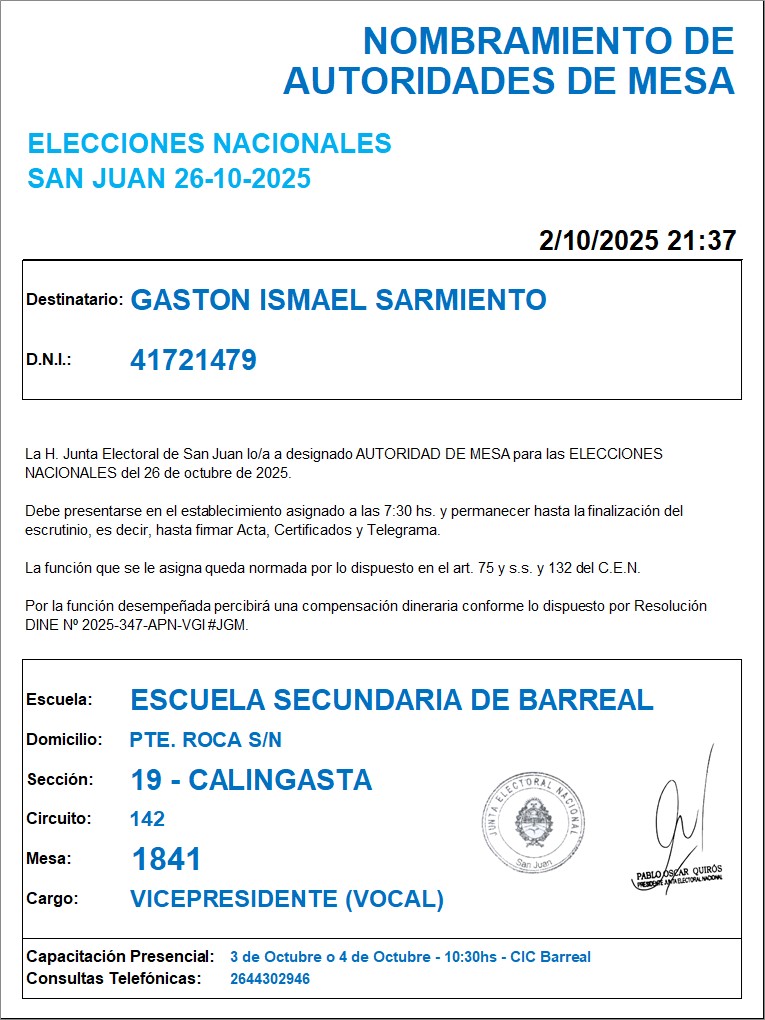 NOMBRAMIENTO DE
AUTORIDADES DE MESA
ELECCIONES NACIONALES
SAN JUAN 26-10-2025
2/10/2025 21:37
Destinatario: GASTON ISMAEL SARMIENTO
D.N.I.: 41721479
La H. Junta Electoral de San Juan lo/a a designado AUTORIDAD DE MESA para las ELECCIONES
NACIONALES del 26 de octubre de 2025.
Debe presentarse en el establecimiento asignado a las 7:30 hs. y permanecer hasta la finalización del
escrutinio, es decir, hasta firmar Acta, Certificados y Telegrama.
La función que se le asigna queda normada por lo dispuesto en el art. 75 y s.s. y 132 del C.E.N.
Por la función desempeñada percibirá una compensación dineraria conforme lo dispuesto por Resolución
DINE Nº 2025-347-APN-VGI#JGM.
Escuela: ESCUELA SECUNDARIA DE BARREAL
Domicilio: PTE. ROCA S/N
Sección: 19 - CALINGASTA
Circuito: 142
Mesa: 1841
Cargo: VICEPRESIDENTE (VOCAL)
JUNTA ELECTORAL NACIONAL
San Juan
PABLO OSCAR QUIRÓS
PRESIDENTE JUNTA ELECTORAL NACIONAL
Capacitación Presencial: 3 de Octubre o 4 de Octubre - 10:30hs - CIC Barreal
Consultas Telefónicas: 2644302946